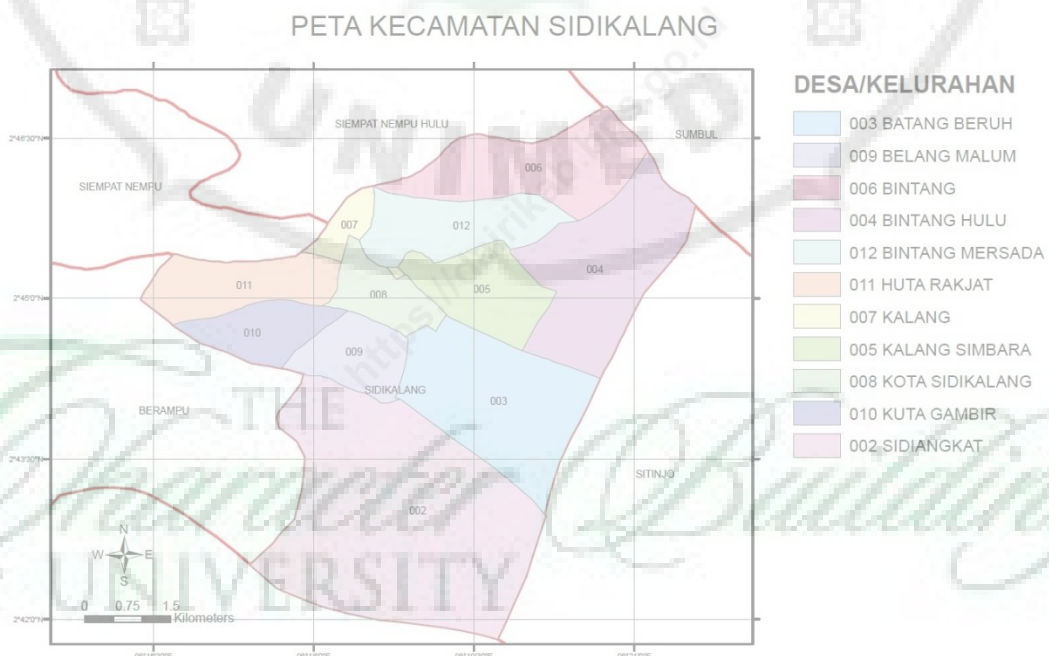 PETA KECAMATAN SIDIKALANG
UNIMED
SIEMPAT NEMPU HULU
SUMBUL
2°46'30"N
006
SIEMPAT NEMPU
007
012
004
2°45'0"N
011
008
005
010
009
SIDIKALANG
003
BERAMPU
2°43'30"N
SITINJO
002
N
W
E
S
0 0.75 1.5
Kilometers
2°42'0"N
DESA/KELURAHAN
003 BATANG BERUH
009 BELANG MALUM
006 BINTANG
004 BINTANG HULU
012 BINTANG MERSADA
011 HUTA RAKJAT
007 KALANG
005 KALANG SIMBARA
008 KOTA SIDIKALANG
010 KUTA GAMBIR
002 SIDIANGKAT
THE
Character Building
UNIVERSITY